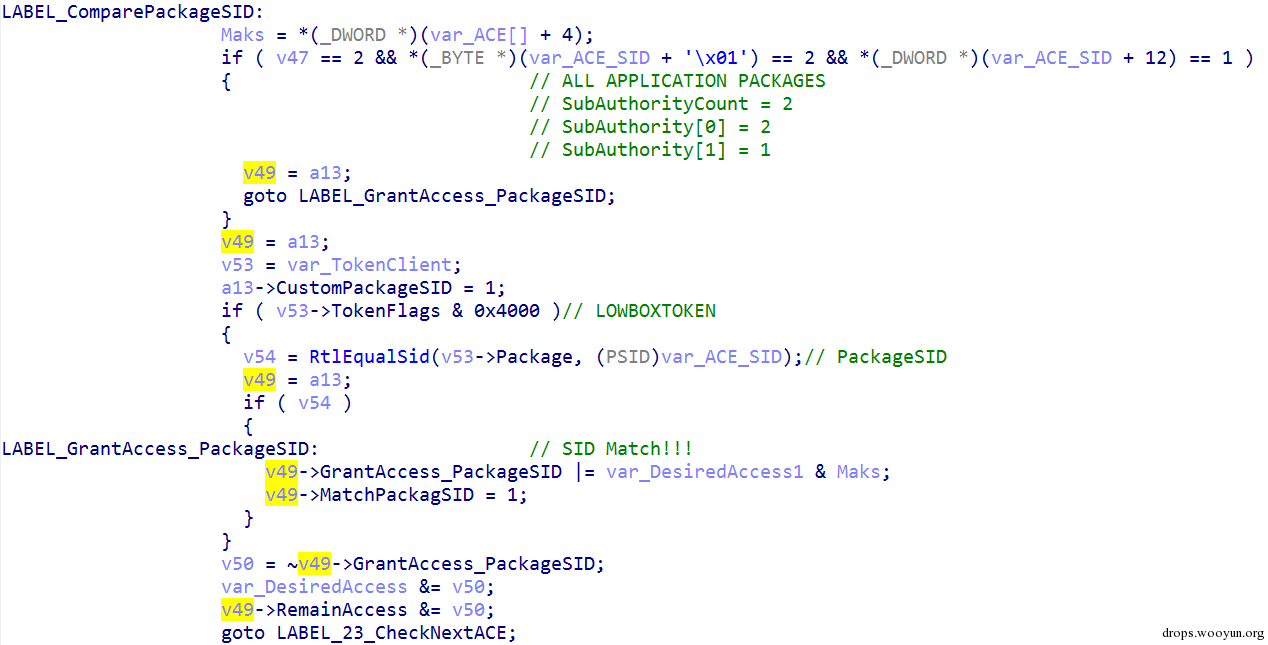 LABEL_ComparePackageSID:
Maks = *(_DWORD *)(var_ACE[] + 4);
if ( v47 == 2 && *(_BYTE *)(var_ACE_SID + '\x01') == 2 && *(_DWORD *)(var_ACE_SID + 12) == 1 )
{ // ALL APPLICATION PACKAGES
// SubAuthorityCount = 2
// SubAuthority[0] = 2
// SubAuthority[1] = 1
v49 = a13;
goto LABEL_GrantAccess_PackageSID;
}
v49 = a13;
v53 = var_TokenClient;
a13->CustomPackageSID = 1;
if ( v53->TokenFlags & 0x4000 )// LOWBOXTOKEN
{
v54 = RtlEqualSid(v53->Package, (PSID)var_ACE_SID);// PackageSID
v49 = a13;
if ( v54 )
{
LABEL_GrantAccess_PackageSID: // SID Match!!!
v49->GrantAccess_PackageSID |= var_DesiredAccess1 & Maks;
v49->MatchPackagSID = 1;
}
}
v50 = ~v49->GrantAccess_PackageSID;
var_DesiredAccess &= v50;
v49->RemainAccess &= v50;
goto LABEL_23_CheckNextACE;
drops.wooyun.org